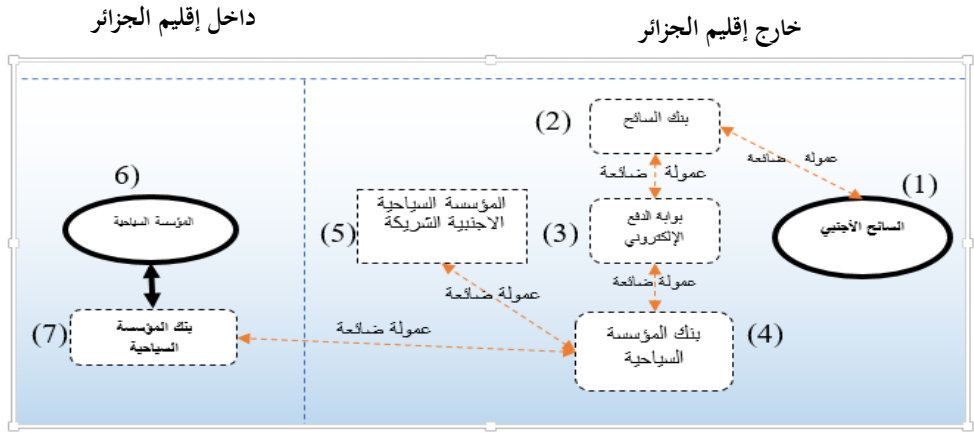 خارج إقليم الجزائر
داخل إقليم الجزائر
(1)
السائح الأجنبي
عمولة ضائعة
(2)
بنك السائح
عمولة ضائعة
(3)
بوابة الدفع
الإلكتروني
عمولة ضائعة
(4)
بنك المؤسسة
السياحية
(5)
المؤسسة السياحية
الاجنبية الشريكة
عمولة ضائعة
عمولة ضائعة
6)
المؤسسة السياحية
(7)
بنك المؤسسة
السياحية